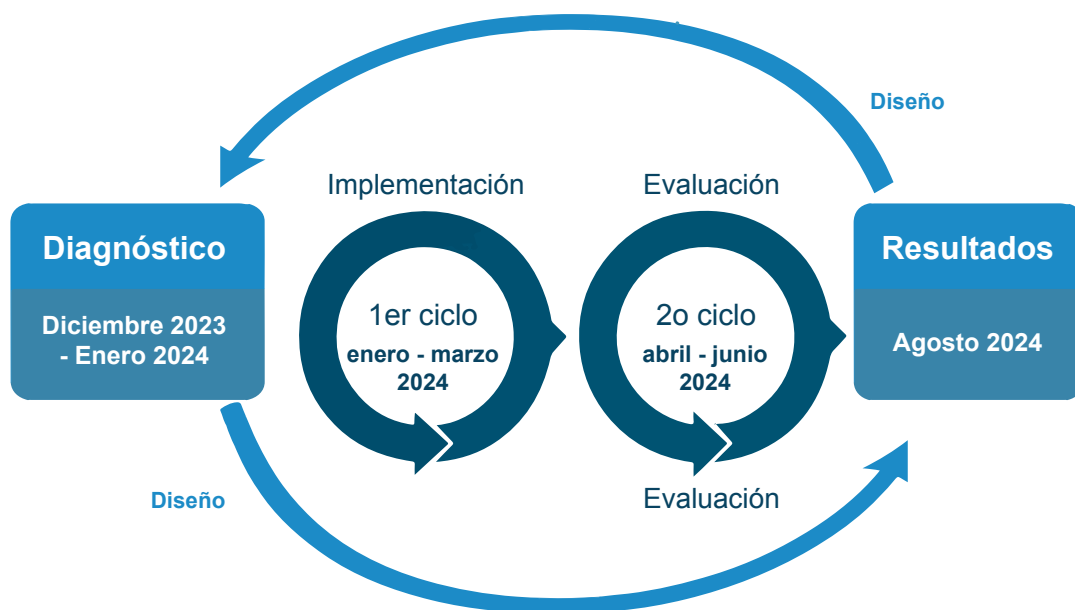 Diseño
Implementación
Evaluación
Diagnóstico
Diciembre 2023
- Enero 2024
1er ciclo
enero - marzo
2024
2o ciclo
abril - junio
2024
Resultados
Agosto 2024
Diseño
Evaluación